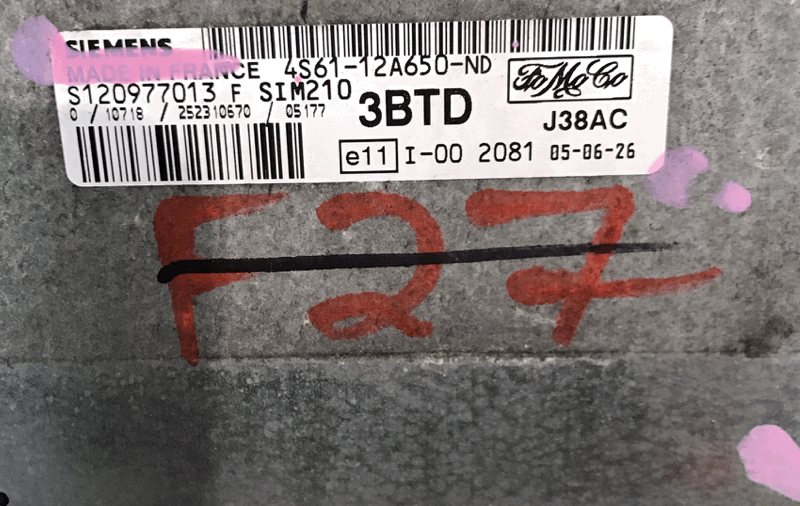 SIEMENS
MADE IN FRANCE 4S61-12A650-ND
FoMoCo
S120977013 F SIM210
0 / 10718 / 252310670 / 05177
3BTD
J38AC
e11 I-00 2081 05-06-26
F27